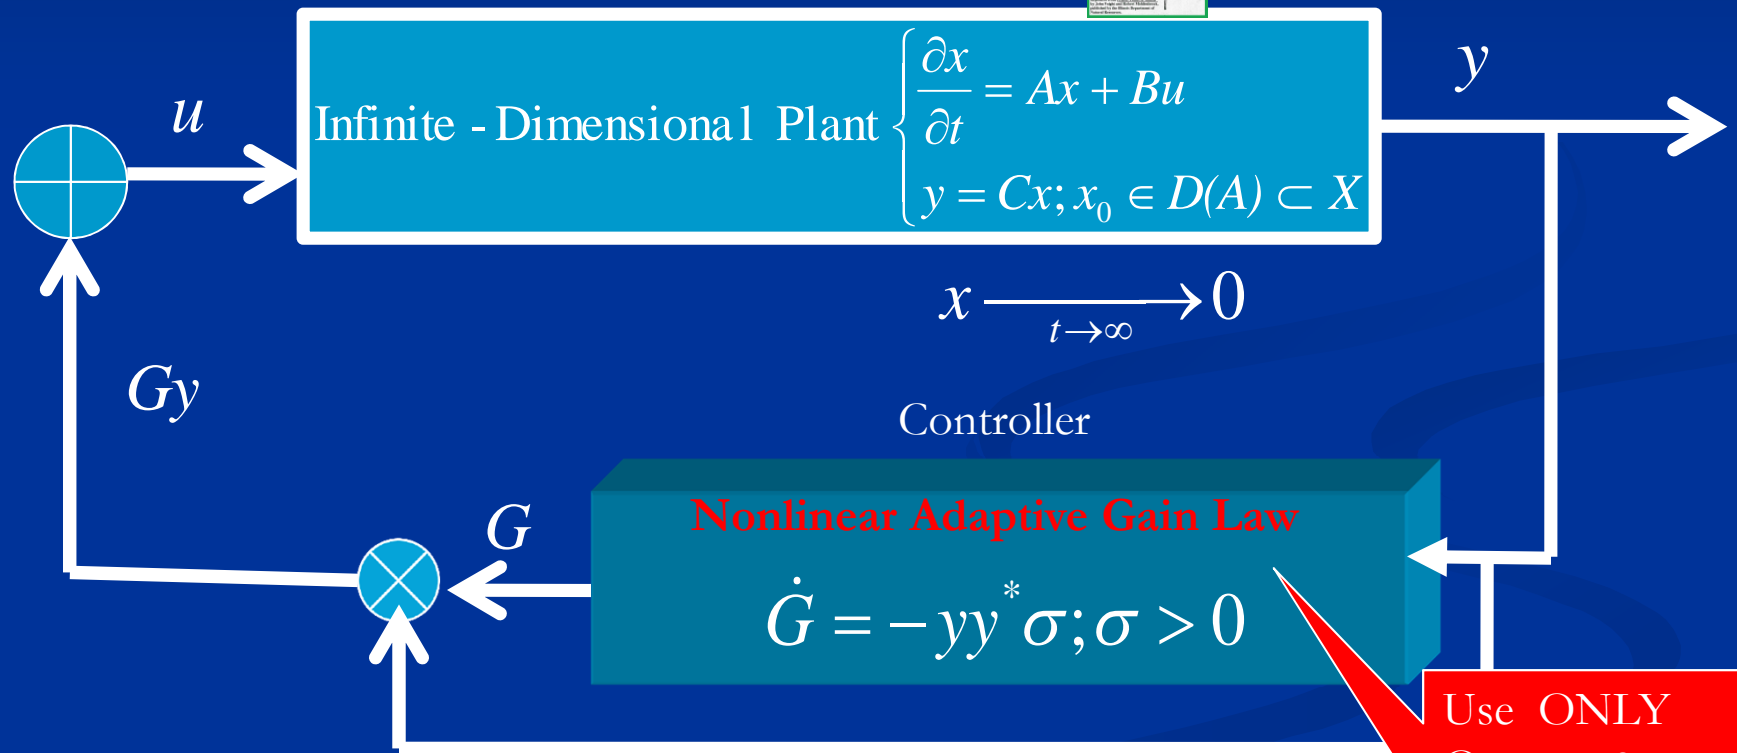 u
Infinite - Dimensional Plant { ∂x/∂t = Ax + Bu
y = Cx; x₀ ∈ D(A) ⊂ X
y
x ⟶ 0
t→∞
Gy
Controller
G
Nonlinear Adaptive Gain Law
Ġ = −yy*σ; σ > 0
Use ONLY